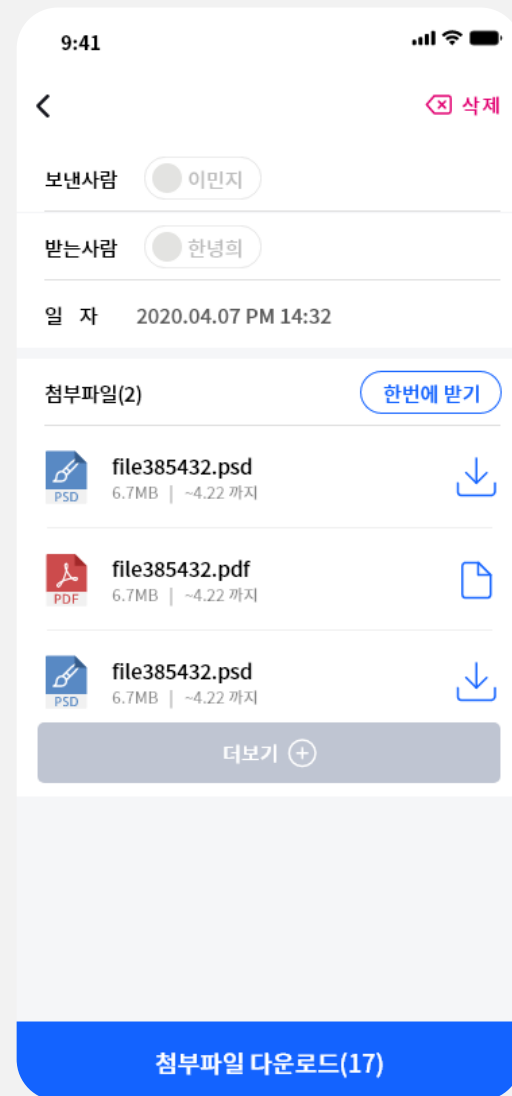 9:41
삭제
보낸사람 이민지
받는사람 한녕희
일 자 2020.04.07 PM 14:32
첨부파일(2) 한번에 받기
file385432.psd
PSD 6.7MB | ~4.22 까지
file385432.pdf
PDF 6.7MB | ~4.22 까지
file385432.psd
PSD 6.7MB | ~4.22 까지
더보기
첨부파일 다운로드(17)